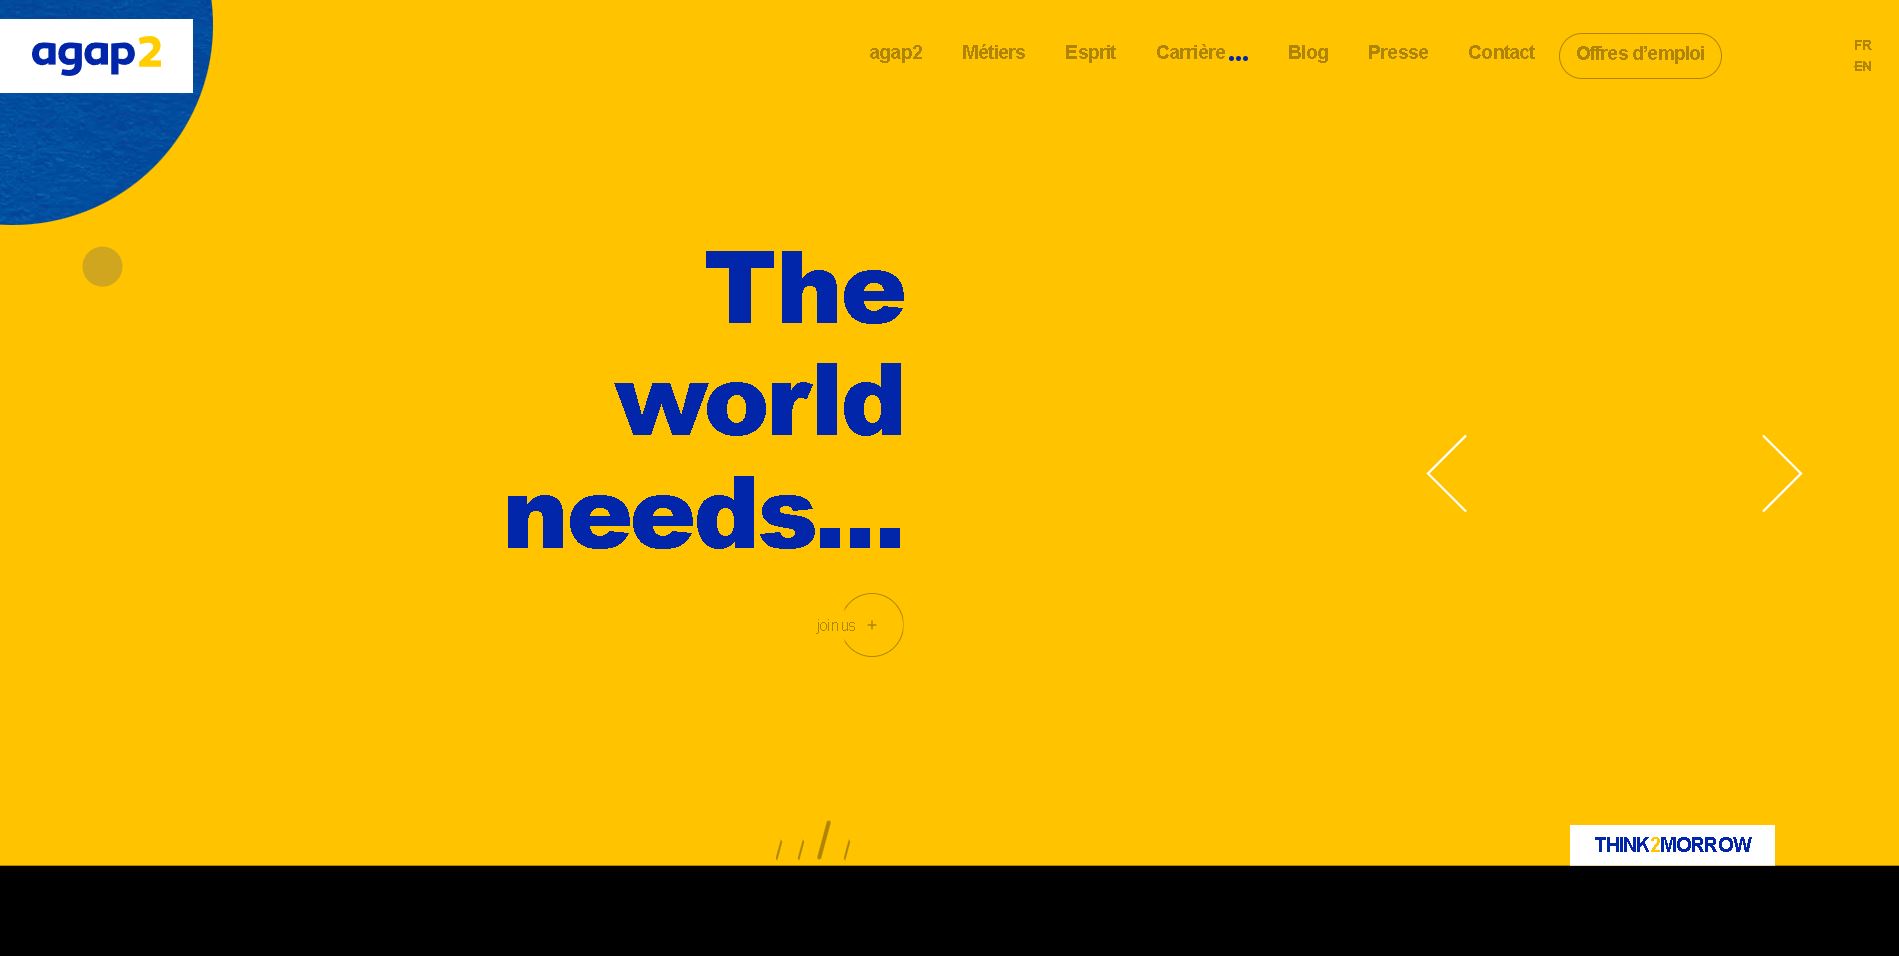 agap2
agap2 Métiers Esprit Carrière... Blog Presse Contact Offres d'emploi
FR
EN
The
world
needs...
join us +
THINK2MORROW